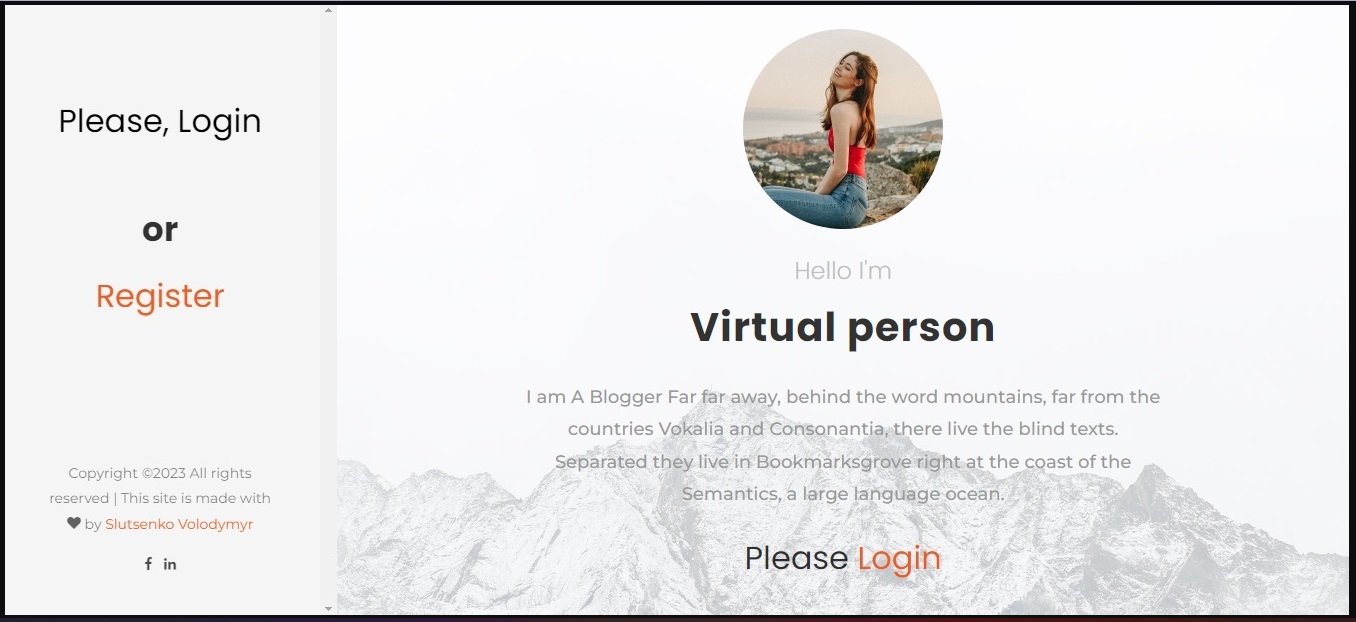 Please, Login
or
Register
Copyright ©2023 All rights
reserved | This site is made with
♥ by Slutsenko Volodymyr
f in
Hello I'm
Virtual person
I am A Blogger Far far away, behind the word mountains, far from the
countries Vokalia and Consonantia, there live the blind texts.
Separated they live in Bookmarksgrove right at the coast of the
Semantics, a large language ocean.
Please Login